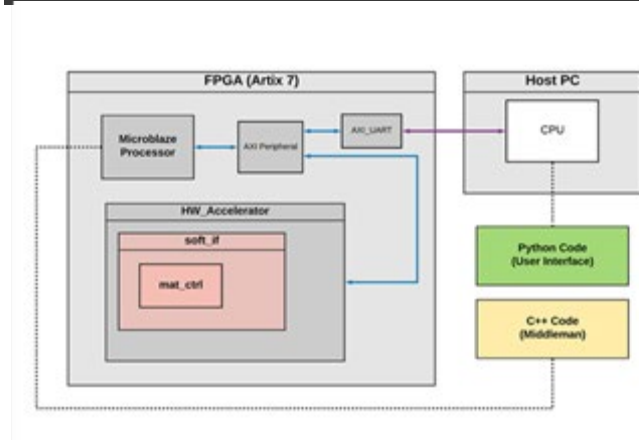 FPGA (Artix 7)
Host PC
Microblaze
Processor
AXI Peripheral
AXI_UART
CPU
HW_Accelerator
soft_if
mat_ctrl
Python Code
(User Interface)
C++ Code
(Middleman)